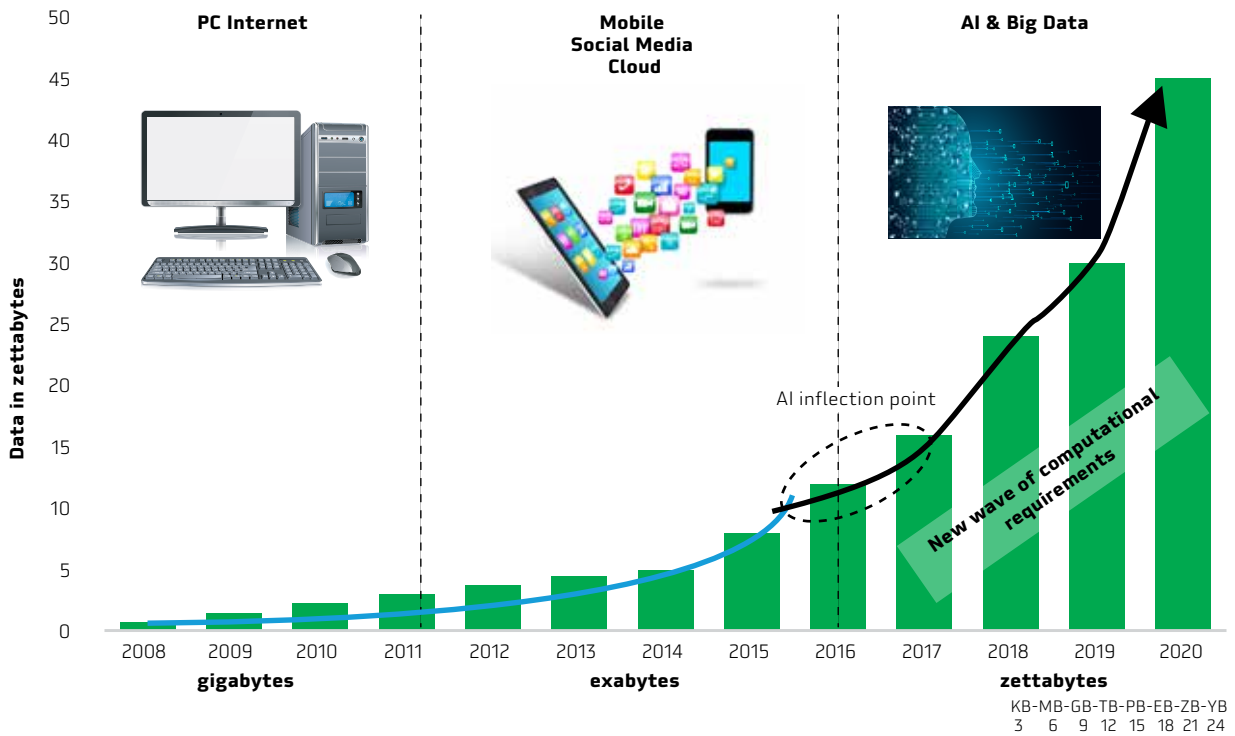 PC Internet
Mobile
Social Media
Cloud
AI & Big Data
Data in zettabytes
50
45
40
35
30
25
20
15
10
5
0
AI inflection point
New wave of computational
requirements
2008 2009 2010 2011 2012 2013 2014 2015 2016 2017 2018 2019 2020
gigabytes exabytes zettabytes
KB-MB-GB-TB-PB-EB-ZB-YB
3 6 9 12 15 18 21 24